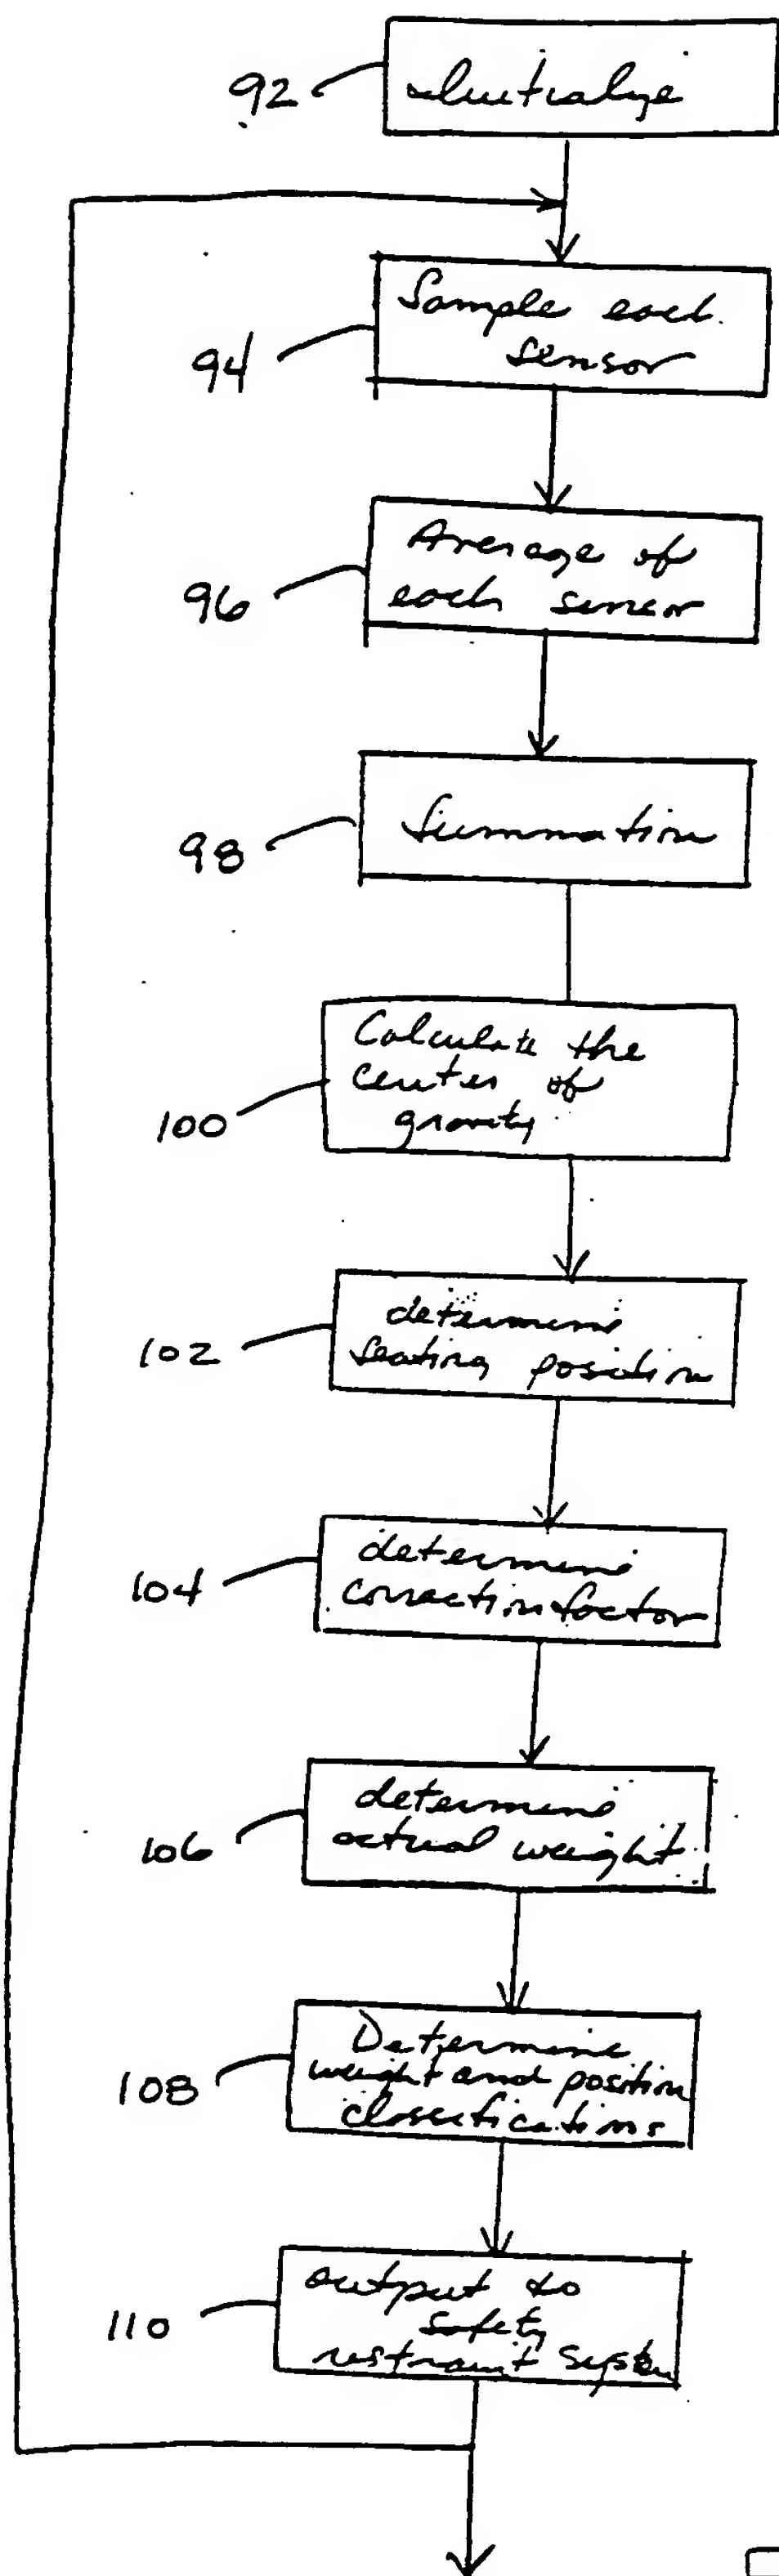 92
Initialize
Sample each
sensor
94
Average of
each sensor
96
Summation
98
Calculate the
center of
gravity
100
determine
seating position
102
determine
correction factor
104
determine
actual weight
106
Determine
weight and position
classifications
108
output to
safety
restraint system
110